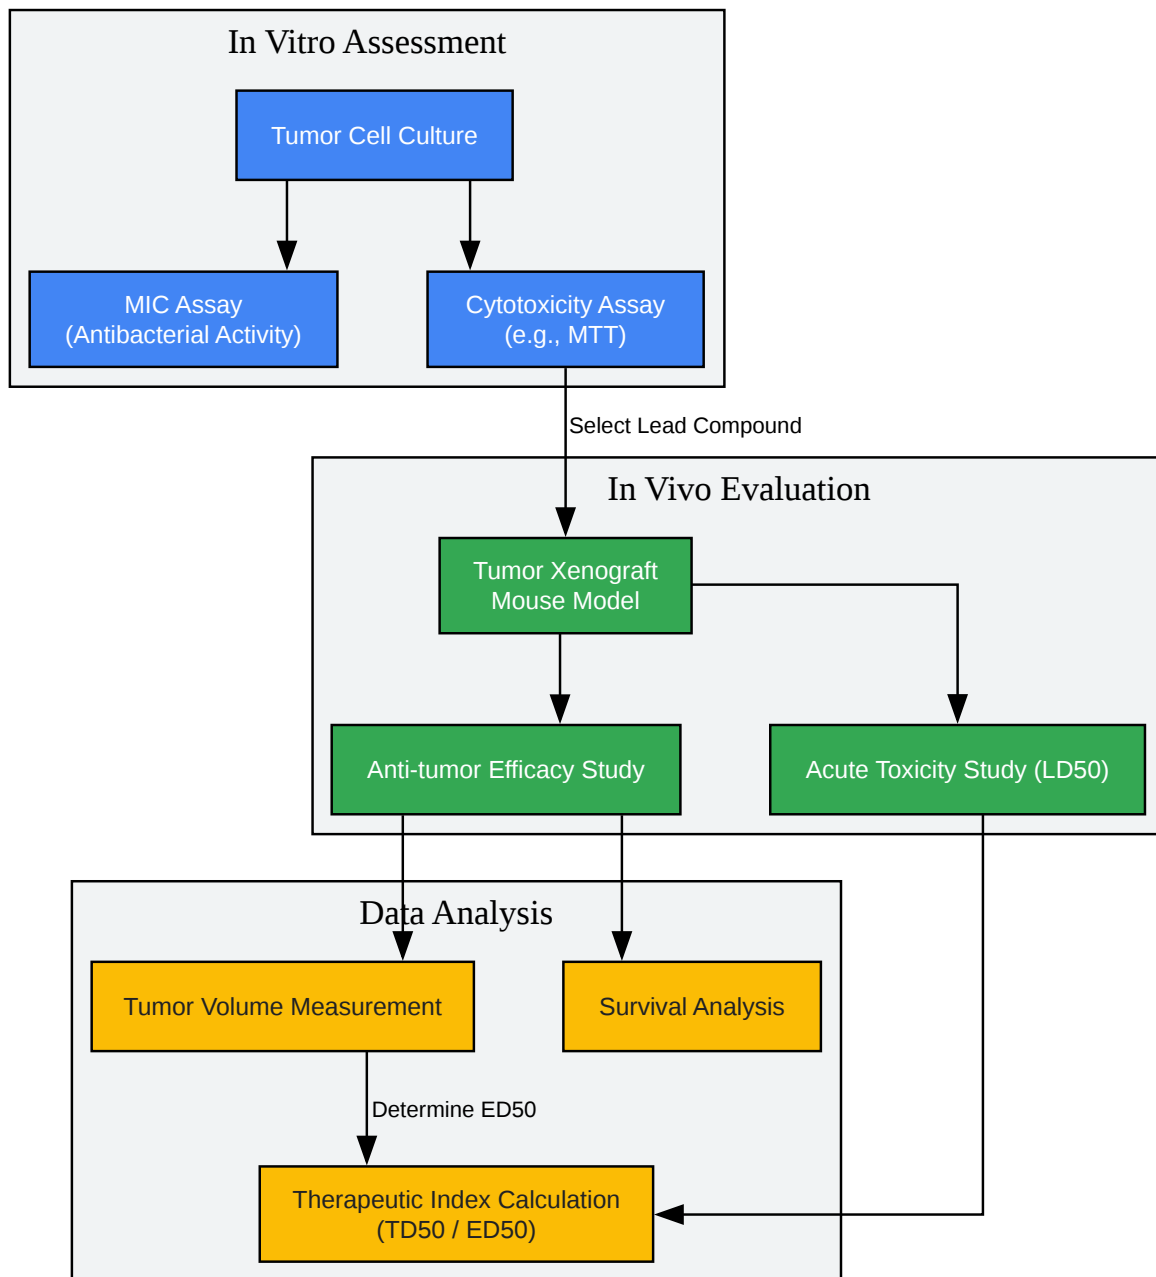 In Vitro Assessment
Tumor Cell Culture
MIC Assay
(Antibacterial Activity)
Cytotoxicity Assay
(e.g., MTT)
Select Lead Compound
In Vivo Evaluation
Tumor Xenograft
Mouse Model
Anti-tumor Efficacy Study
Acute Toxicity Study (LD50)
Data Analysis
Tumor Volume Measurement
Survival Analysis
Determine ED50
Therapeutic Index Calculation
(TD50 / ED50)